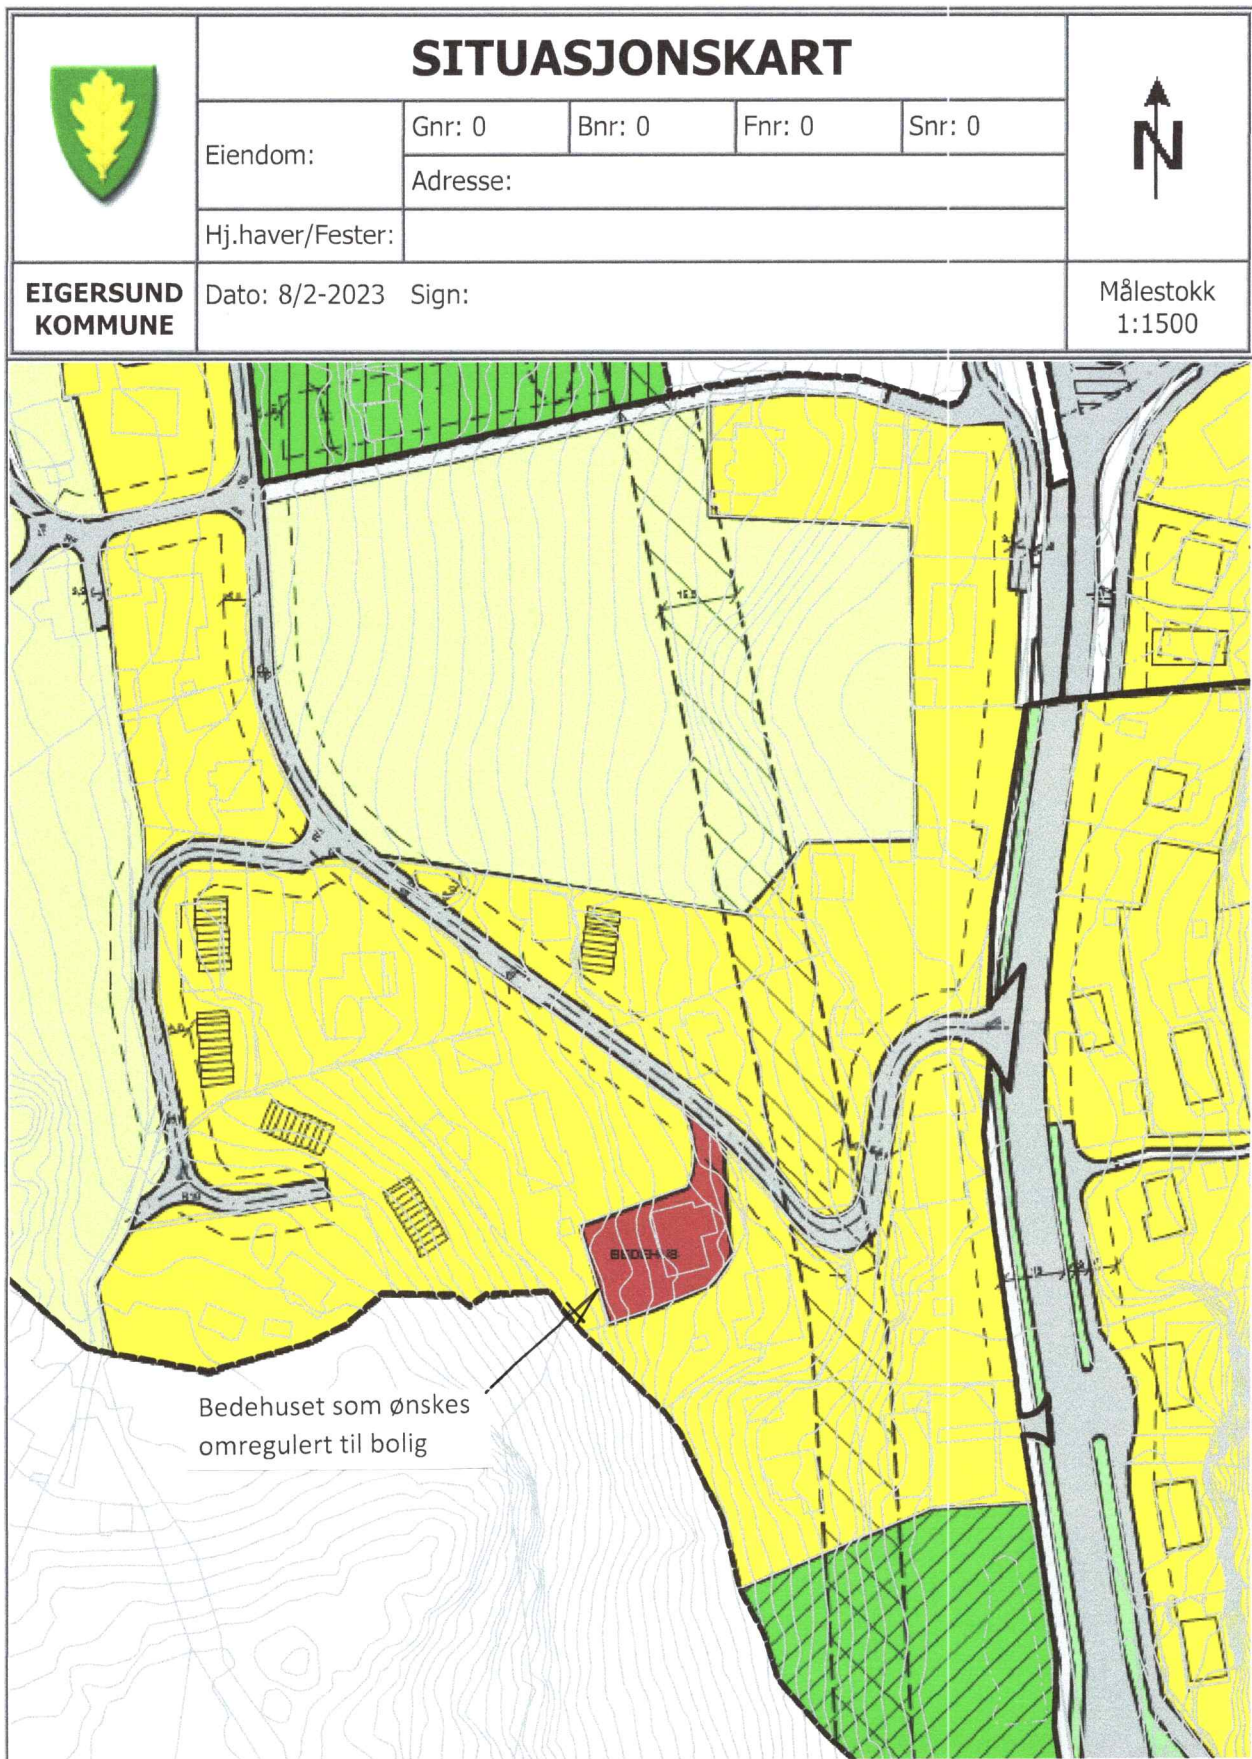 SITUASJONSKART
Eiendom:
Gnr: 0
Bnr: 0
Fnr: 0
Snr: 0
Adresse:
Hj.haver/Fester:
N
EIGERSUND
KOMMUNE
Dato: 8/2-2023
Sign:
Målestokk
1:1500
Bedehuset som ønskes
omregulert til bolig